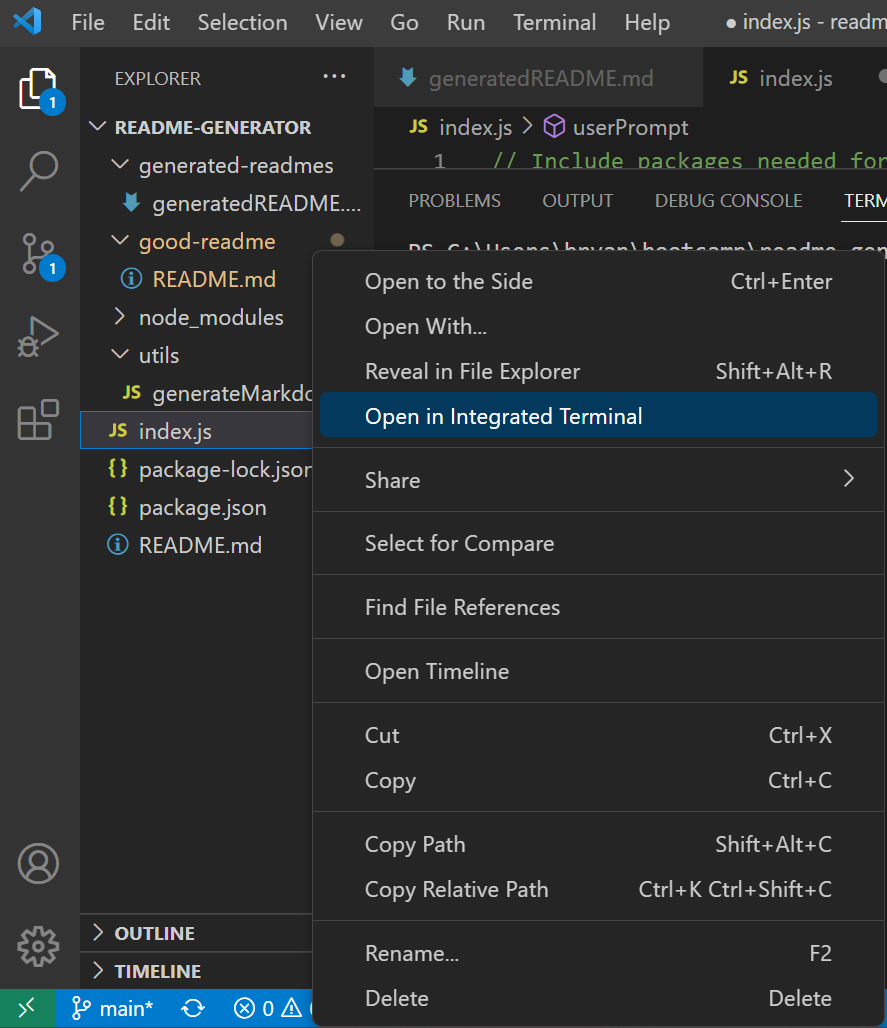 File Edit Selection View Go Run Terminal Help ● index.js - readm
EXPLORER ...
README-GENERATOR
generated-readmes
generatedREADME....
good-readme
README.md
node_modules
utils
JS generateMarkdo
JS index.js
{} package-lock.json
{} package.json
README.md
OUTLINE
TIMELINE
1
1
main* 0
generatedREADME.md JS index.js
JS index.js > userPrompt
1 // Include packages needed for
PROBLEMS OUTPUT DEBUG CONSOLE TERM
PS C:\Users\bryan\bootcamp\readme-gen
Open to the Side Ctrl+Enter
Open With...
Reveal in File Explorer Shift+Alt+R
Open in Integrated Terminal
Share
Select for Compare
Find File References
Open Timeline
Cut Ctrl+X
Copy Ctrl+C
Copy Path Shift+Alt+C
Copy Relative Path Ctrl+K Ctrl+Shift+C
Rename... F2
Delete Delete